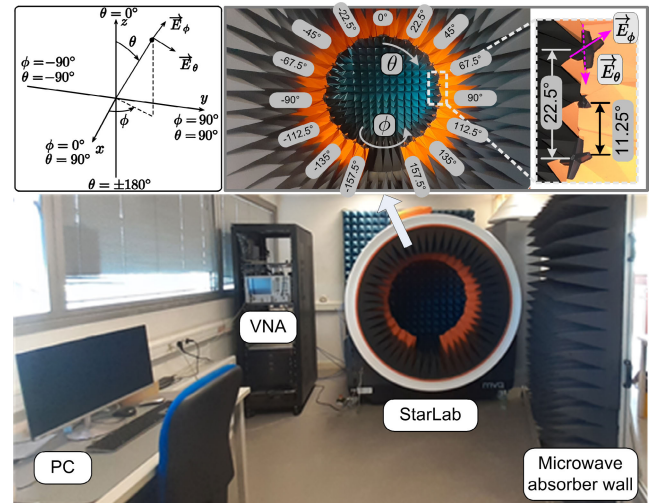 θ = 0°
z
E⃗ϕ
θ
E⃗θ
ϕ = −90°
θ = −90°
y
ϕ = 90°
θ = 90°
ϕ
ϕ = 0°
θ = 90°
x
θ = ±180°
-22.5°
0°
22.5°
-45°
45°
-67.5°
67.5°
θ
-90°
90°
ϕ
-112.5°
112.5°
-135°
135°
-157.5°
157.5°
E⃗ϕ
E⃗θ
22.5°
11.25°
VNA
StarLab
mvg
PC
Microwave
absorber wall